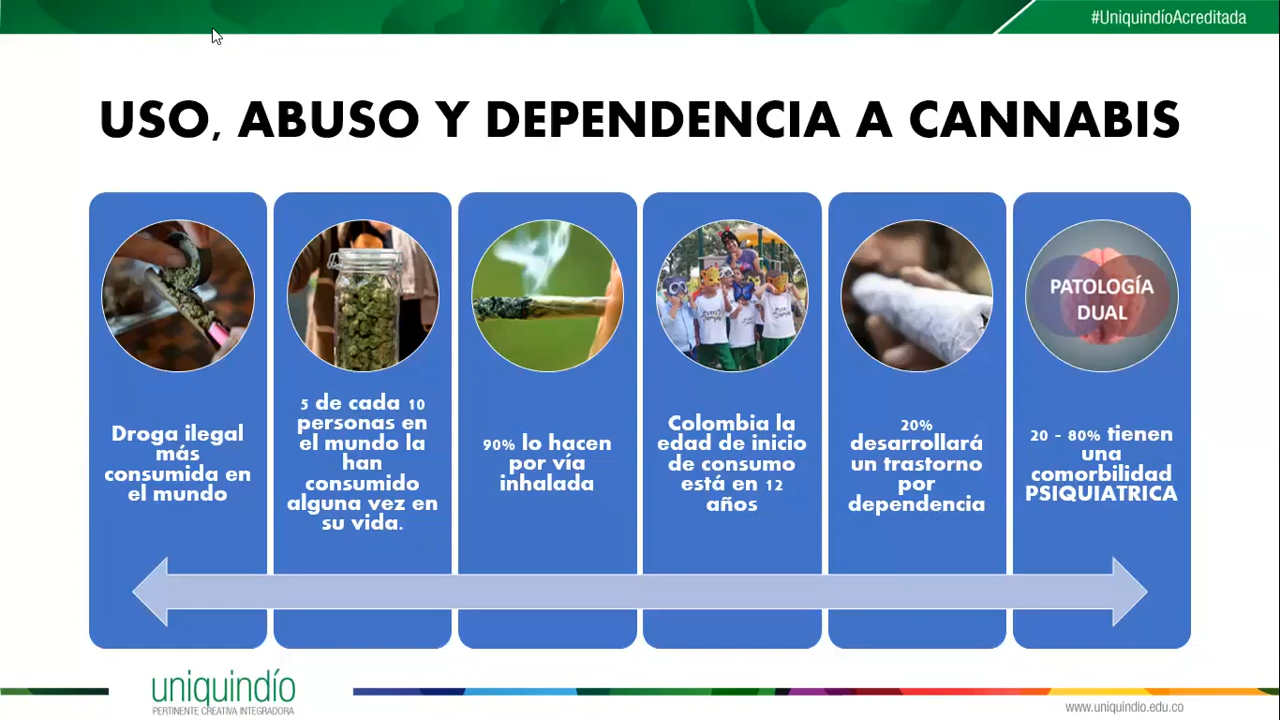 #UniquindíoAcreditada
USO, ABUSO Y DEPENDENCIA A CANNABIS
Droga ilegal
más
consumida en
el mundo
5 de cada 10
personas en
el mundo la
han
consumido
alguna vez en
su vida.
90% lo hacen
por vía
inhalada
Colombia la
edad de inicio
de consumo
está en 12
años
20%
desarrollará
un trastorno
por
dependencia
PATOLOGÍA
DUAL
20 - 80% tienen
una
comorbilidad
PSIQUIATRICA
uniquindío
PERTINENTE CREATIVA INTEGRADORA
www.uniquindio.edu.co